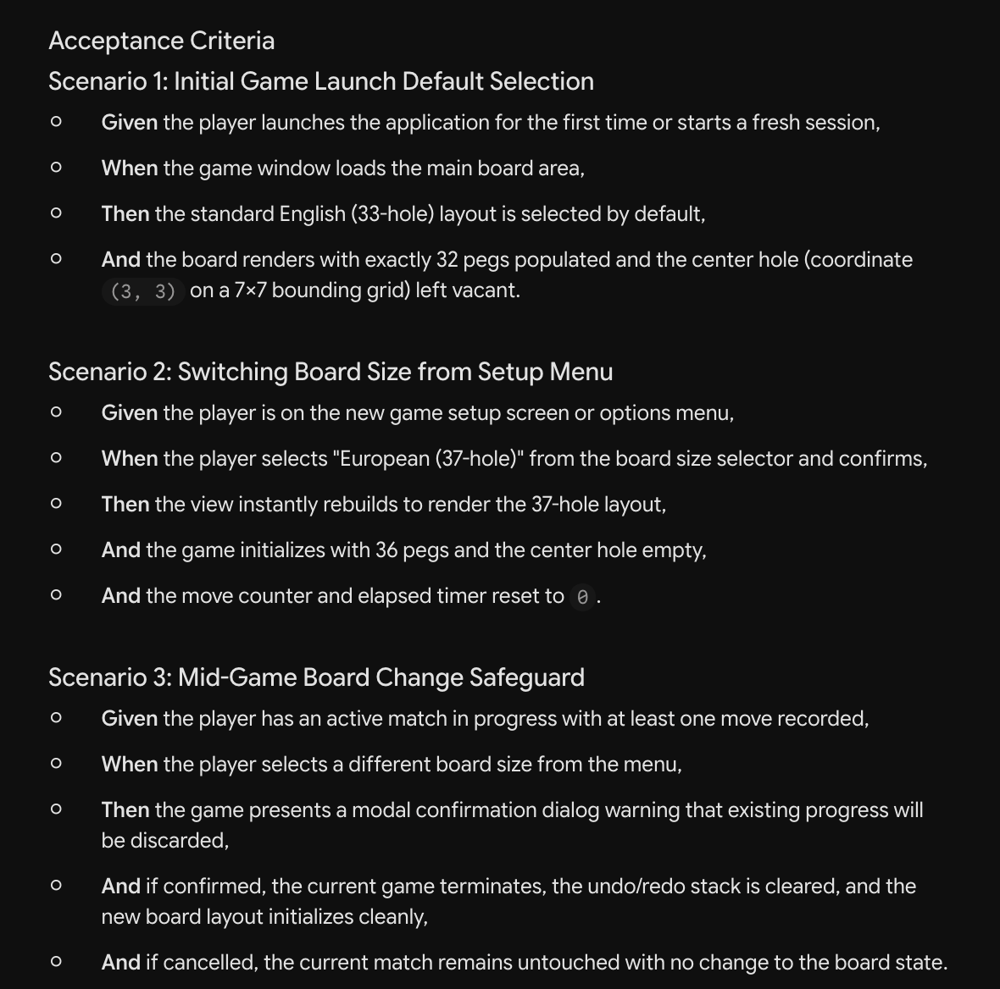 Acceptance Criteria
Scenario 1: Initial Game Launch Default Selection
Given the player launches the application for the first time or starts a fresh session,
When the game window loads the main board area,
Then the standard English (33-hole) layout is selected by default,
And the board renders with exactly 32 pegs populated and the center hole (coordinate
(3, 3) on a 7×7 bounding grid) left vacant.
Scenario 2: Switching Board Size from Setup Menu
Given the player is on the new game setup screen or options menu,
When the player selects "European (37-hole)" from the board size selector and confirms,
Then the view instantly rebuilds to render the 37-hole layout,
And the game initializes with 36 pegs and the center hole empty,
And the move counter and elapsed timer reset to 0.
Scenario 3: Mid-Game Board Change Safeguard
Given the player has an active match in progress with at least one move recorded,
When the player selects a different board size from the menu,
Then the game presents a modal confirmation dialog warning that existing progress will
be discarded,
And if confirmed, the current game terminates, the undo/redo stack is cleared, and the
new board layout initializes cleanly,
And if cancelled, the current match remains untouched with no change to the board state.